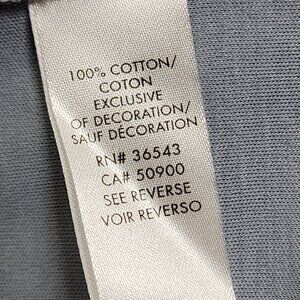 100% COTTON/
COTON
EXCLUSIVE
OF DECORATION/
SAUF DÉCORATION
RN# 36543
CA# 50900
SEE REVERSE
VOIR REVERSO